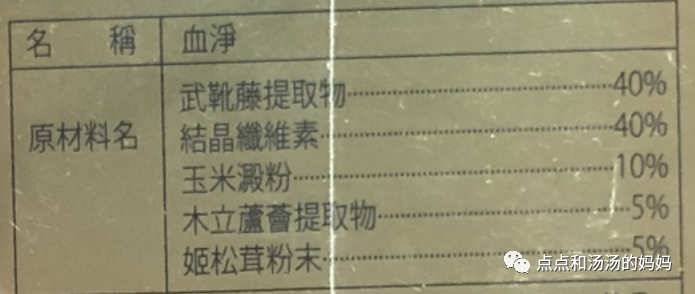 名 稱 血淨
原材料名
武靴藤提取物 40%
結晶纖維素 40%
玉米澱粉 10%
木立蘆薈提取物 5%
姬松茸粉末 5%
点点和汤汤的妈妈